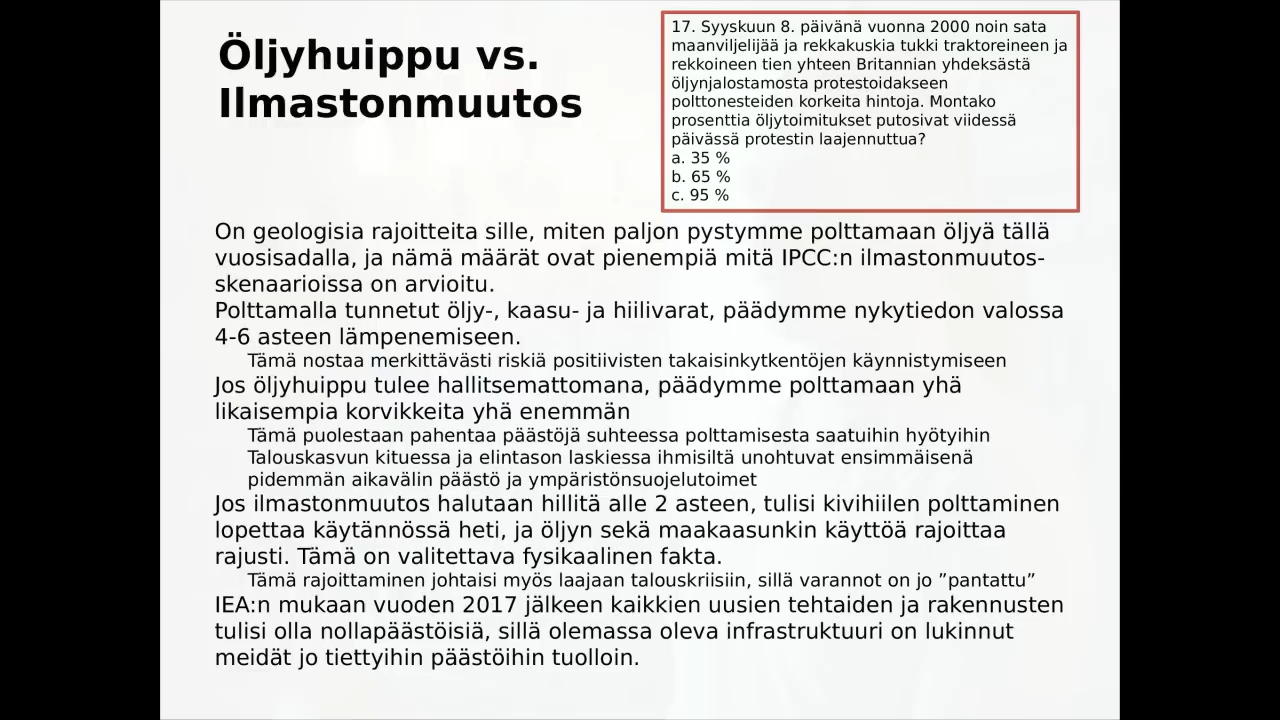 Öljyhuippu vs.
Ilmastonmuutos
17. Syyskuun 8. päivänä vuonna 2000 noin sata
maanviljelijää ja rekkakuskia tukki traktoreineen ja
rekkoineen tien yhteen Britannian yhdeksästä
öljynjalostamosta protestoidakseen
polttonesteiden korkeita hintoja. Montako
prosenttia öljytoimitukset putosivat viidessä
päivässä protestin laajennuttua?
a. 35 %
b. 65 %
c. 95 %
On geologisia rajoitteita sille, miten paljon pystymme polttamaan öljyä tällä
vuosisadalla, ja nämä määrät ovat pienempiä mitä IPCC:n ilmastonmuutos-
skenaarioissa on arvioitu.
Polttamalla tunnetut öljy-, kaasu- ja hiilivarat, päädymme nykytiedon valossa
4-6 asteen lämpenemiseen.
Tämä nostaa merkittävästi riskiä positiivisten takaisinkytkentöjen käynnistymiseen
Jos öljyhuippu tulee hallitsemattomana, päädymme polttamaan yhä
likaisempia korvikkeita yhä enemmän
Tämä puolestaan pahentaa päästöjä suhteessa polttamisesta saatuihin hyötyihin
Talouskasvun kituessa ja elintason laskiessa ihmisiltä unohtuvat ensimmäisenä
pidemmän aikavälin päästö ja ympäristönsuojelutoimet
Jos ilmastonmuutos halutaan hillitä alle 2 asteen, tulisi kivihiilen polttaminen
lopettaa käytännössä heti, ja öljyn sekä maakaasunkin käyttöä rajoittaa
rajusti. Tämä on valitettava fysikaalinen fakta.
Tämä rajoittaminen johtaisi myös laajaan talouskriisiin, sillä varannot on jo ”pantattu”
IEA:n mukaan vuoden 2017 jälkeen kaikkien uusien tehtaiden ja rakennusten
tulisi olla nollapäästöisiä, sillä olemassa oleva infrastruktuuri on lukinnut
meidät jo tiettyihin päästöihin tuolloin.